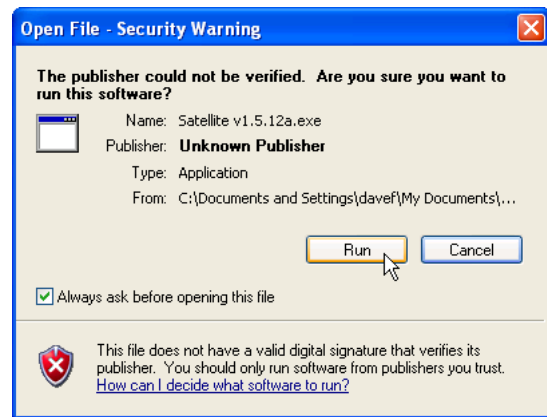 Open File - Security Warning
The publisher could not be verified.  Are you sure you want to
run this software?
Name: Satellite v1.5.12a.exe
Publisher: Unknown Publisher
Type: Application
From: C:\Documents and Settings\davef\My Documents\...
Run Cancel
Always ask before opening this file
This file does not have a valid digital signature that verifies its
publisher.  You should only run software from publishers you trust.
How can I decide what software to run?